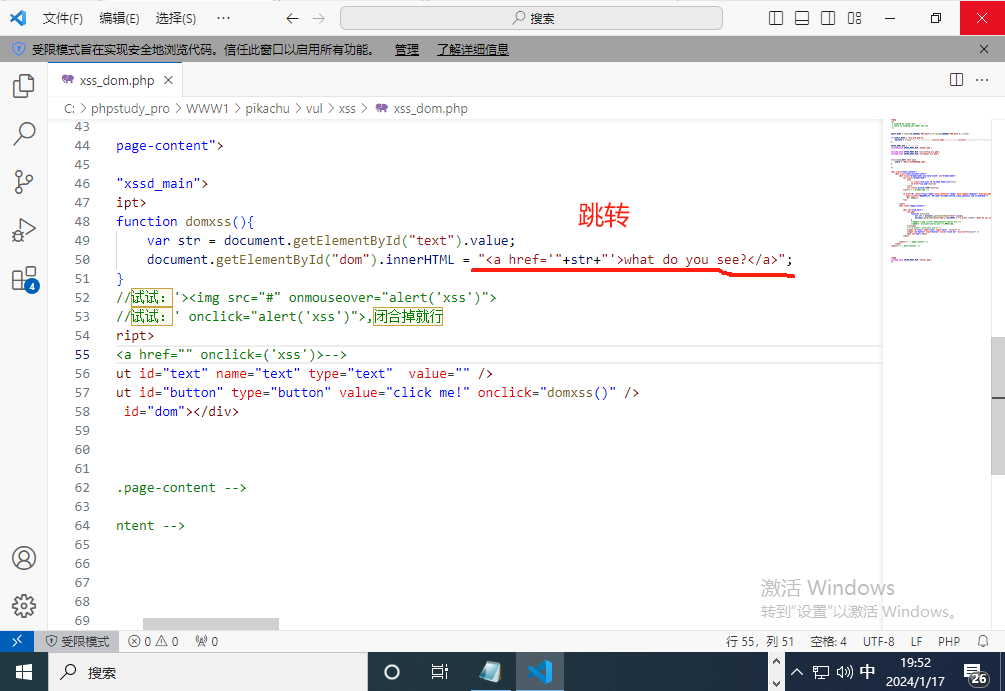 文件(F) 编辑(E) 选择(S) ··· 搜索
受限模式旨在实现安全地浏览代码。信任此窗口以启用所有功能。 管理 了解详细信息
xss_dom.php
C: > phpstudy_pro > WWW1 > pikachu > vul > xss > xss_dom.php
43
44 page-content">
45
46 "xssd_main">
47 ipt>
跳转
48 function domxss(){
49 var str = document.getElementById("text").value;
50 document.getElementById("dom").innerHTML = "<a href='"+str+"'>what do you see?</a>";
51 }
52 //试试：'><img src="#" onmouseover="alert('xss')">
53 //试试：' onclick="alert('xss')">,闭合掉就行
54 ript>
55 <a href="" onclick=('xss')>-->
56 ut id="text" name="text" type="text"  value="" />
57 ut id="button" type="button" value="click me!" onclick="domxss()" />
58 id="dom"></div>
59
60
61
62 .page-content -->
63
64 ntent -->
65
66
67
68
69
4
激活 Windows
转到“设置”以激活 Windows。
受限模式 0 0 0 行 55，列 51 空格: 4 UTF-8 LF PHP
搜索 中 19:52
2024/1/17 26